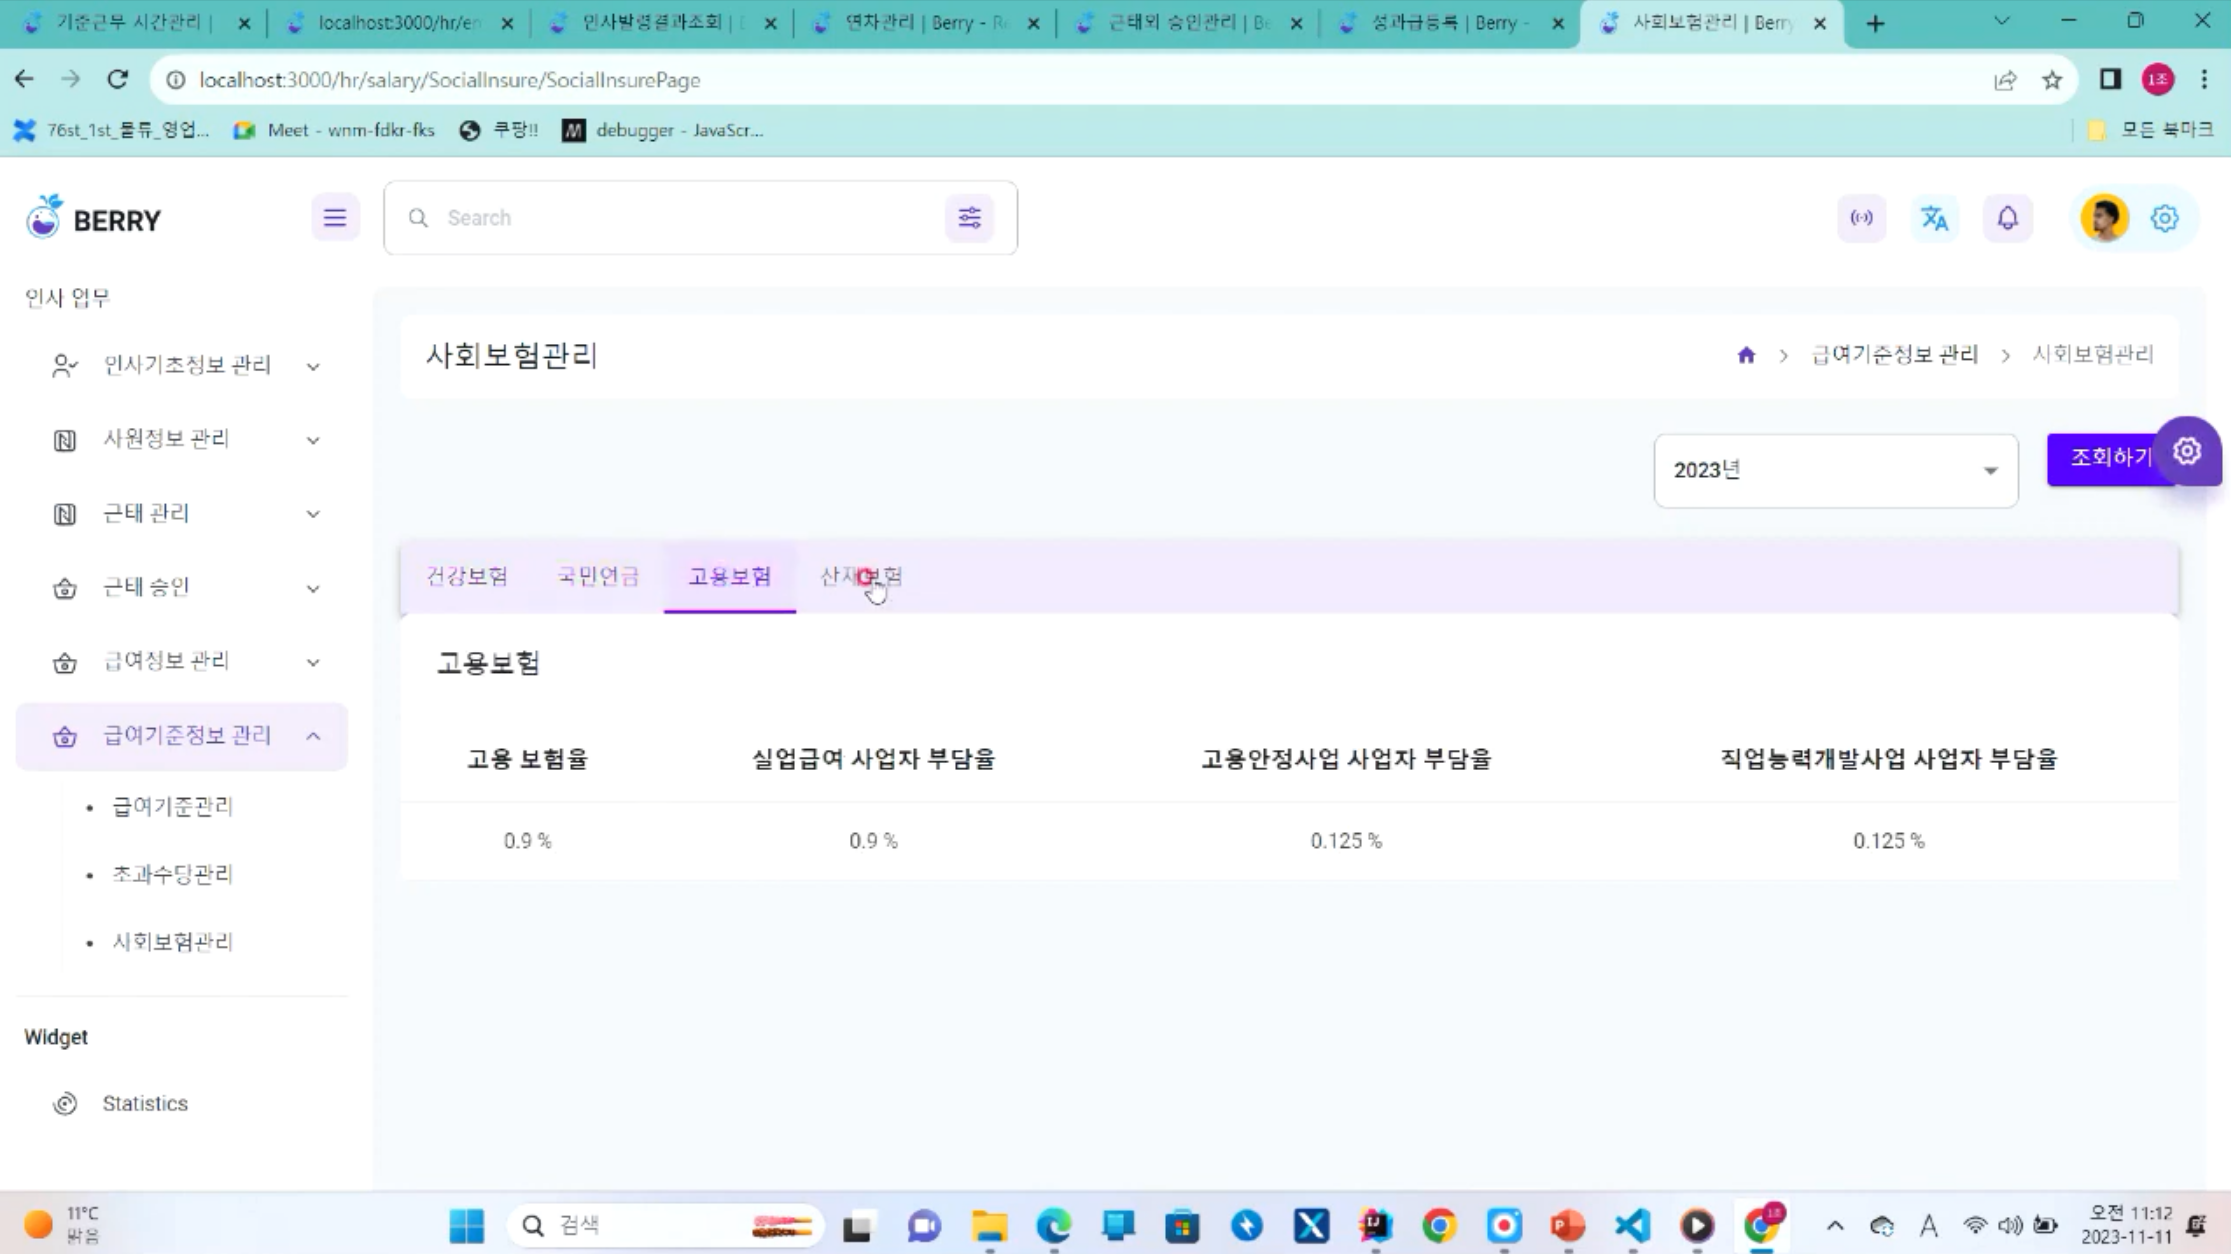 기준근무 시간관리 |
localhost:3000/hr/en
인사발령결과조회 |
연차관리 | Berry - R
근태외 승인관리 | Be
성과급등록 | Berry -
사회보험관리 | Berry
localhost:3000/hr/salary/SocialInsure/SocialInsurePage
1조
76st_1st_물류_영업...
Meet - wnm-fdkr-fks
쿠팡!!
debugger - JavaScr...
모든 북마크
BERRY
Search
인사 업무
인사기초정보 관리
사원정보 관리
근태 관리
근태 승인
급여정보 관리
급여기준정보 관리
• 급여기준관리
• 초과수당관리
• 사회보험관리
Widget
Statistics
사회보험관리
급여기준정보 관리 > 사회보험관리
2023년
조회하기
건강보험 국민연금 고용보험 산재보험
고용보험
고용 보험율 실업급여 사업자 부담율 고용안정사업 사업자 부담율 직업능력개발사업 사업자 부담율
0.9 % 0.9 % 0.125 % 0.125 %
11°C
맑음
검색
A
오전 11:12
2023-11-11